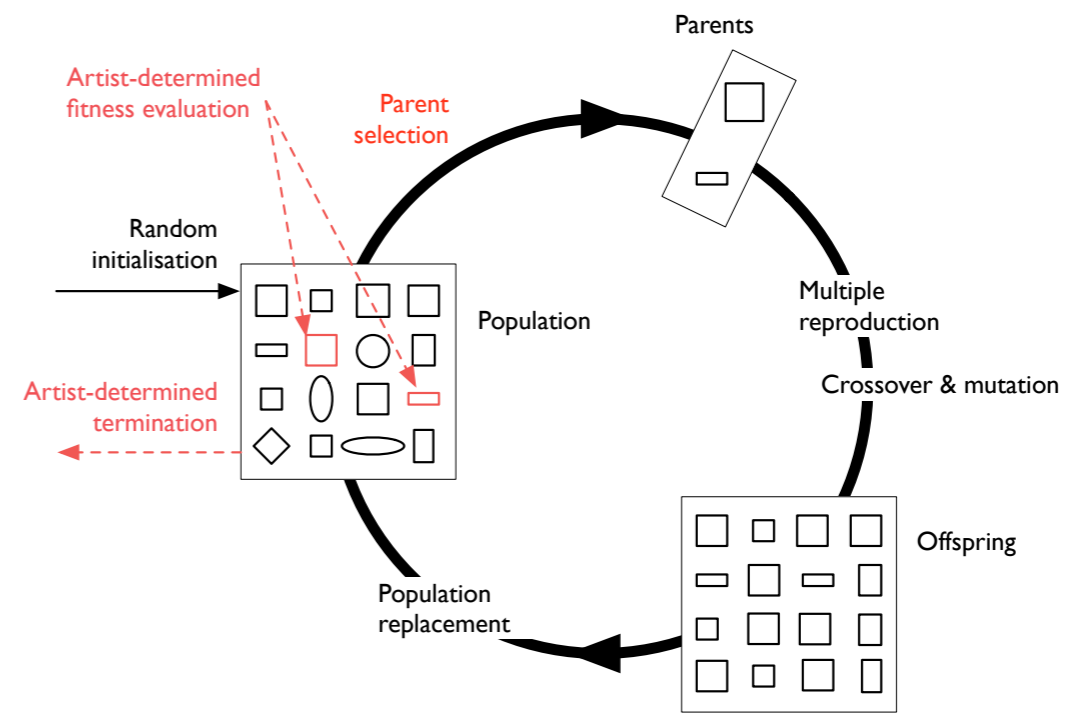 Parents
Artist-determined
fitness evaluation
Parent
selection
Random
initialisation
Multiple
reproduction
Population
Artist-determined
termination
Crossover & mutation
Offspring
Population
replacement